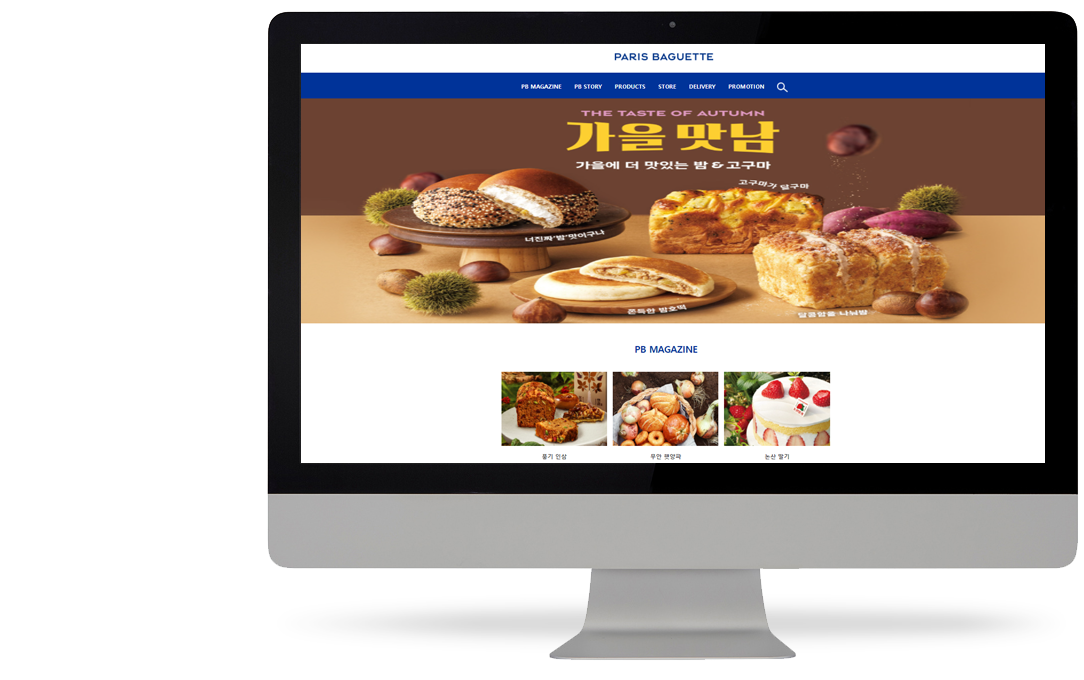 PARIS BAGUETTE
PB MAGAZINE PB STORY PRODUCTS STORE DELIVERY PROMOTION
THE TASTE OF AUTUMN
가을 맛남
가을에 더 맛있는 밤 & 고구마
고구마가 달구마
너진짜'밤'맛이구나
쫀득한 밤호떡
달콤함을 나눠밤
PB MAGAZINE
풍기 인삼 무안 햇양파 논산 딸기